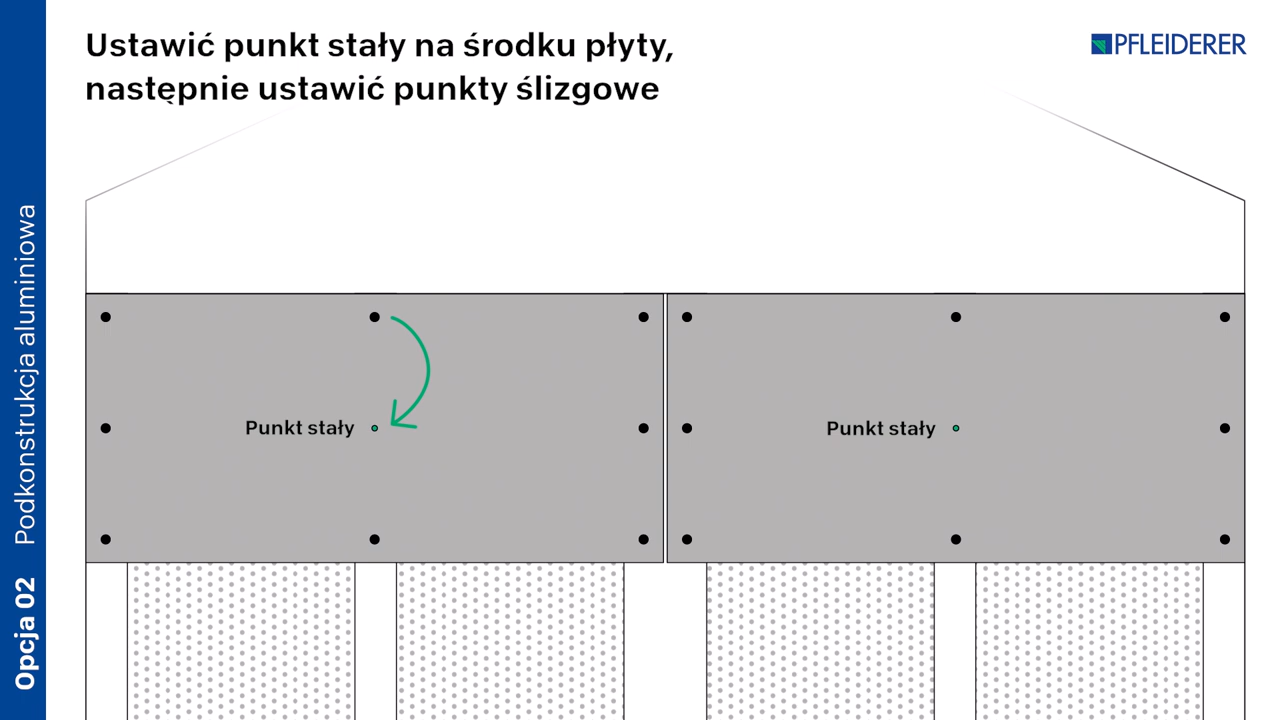 Ustawić punkt stały na środku płyty,
następnie ustawić punkty ślizgowe
PFLEIDERER
Opcja 02 Podkonstrukcja aluminiowa
Punkt stały
Punkt stały